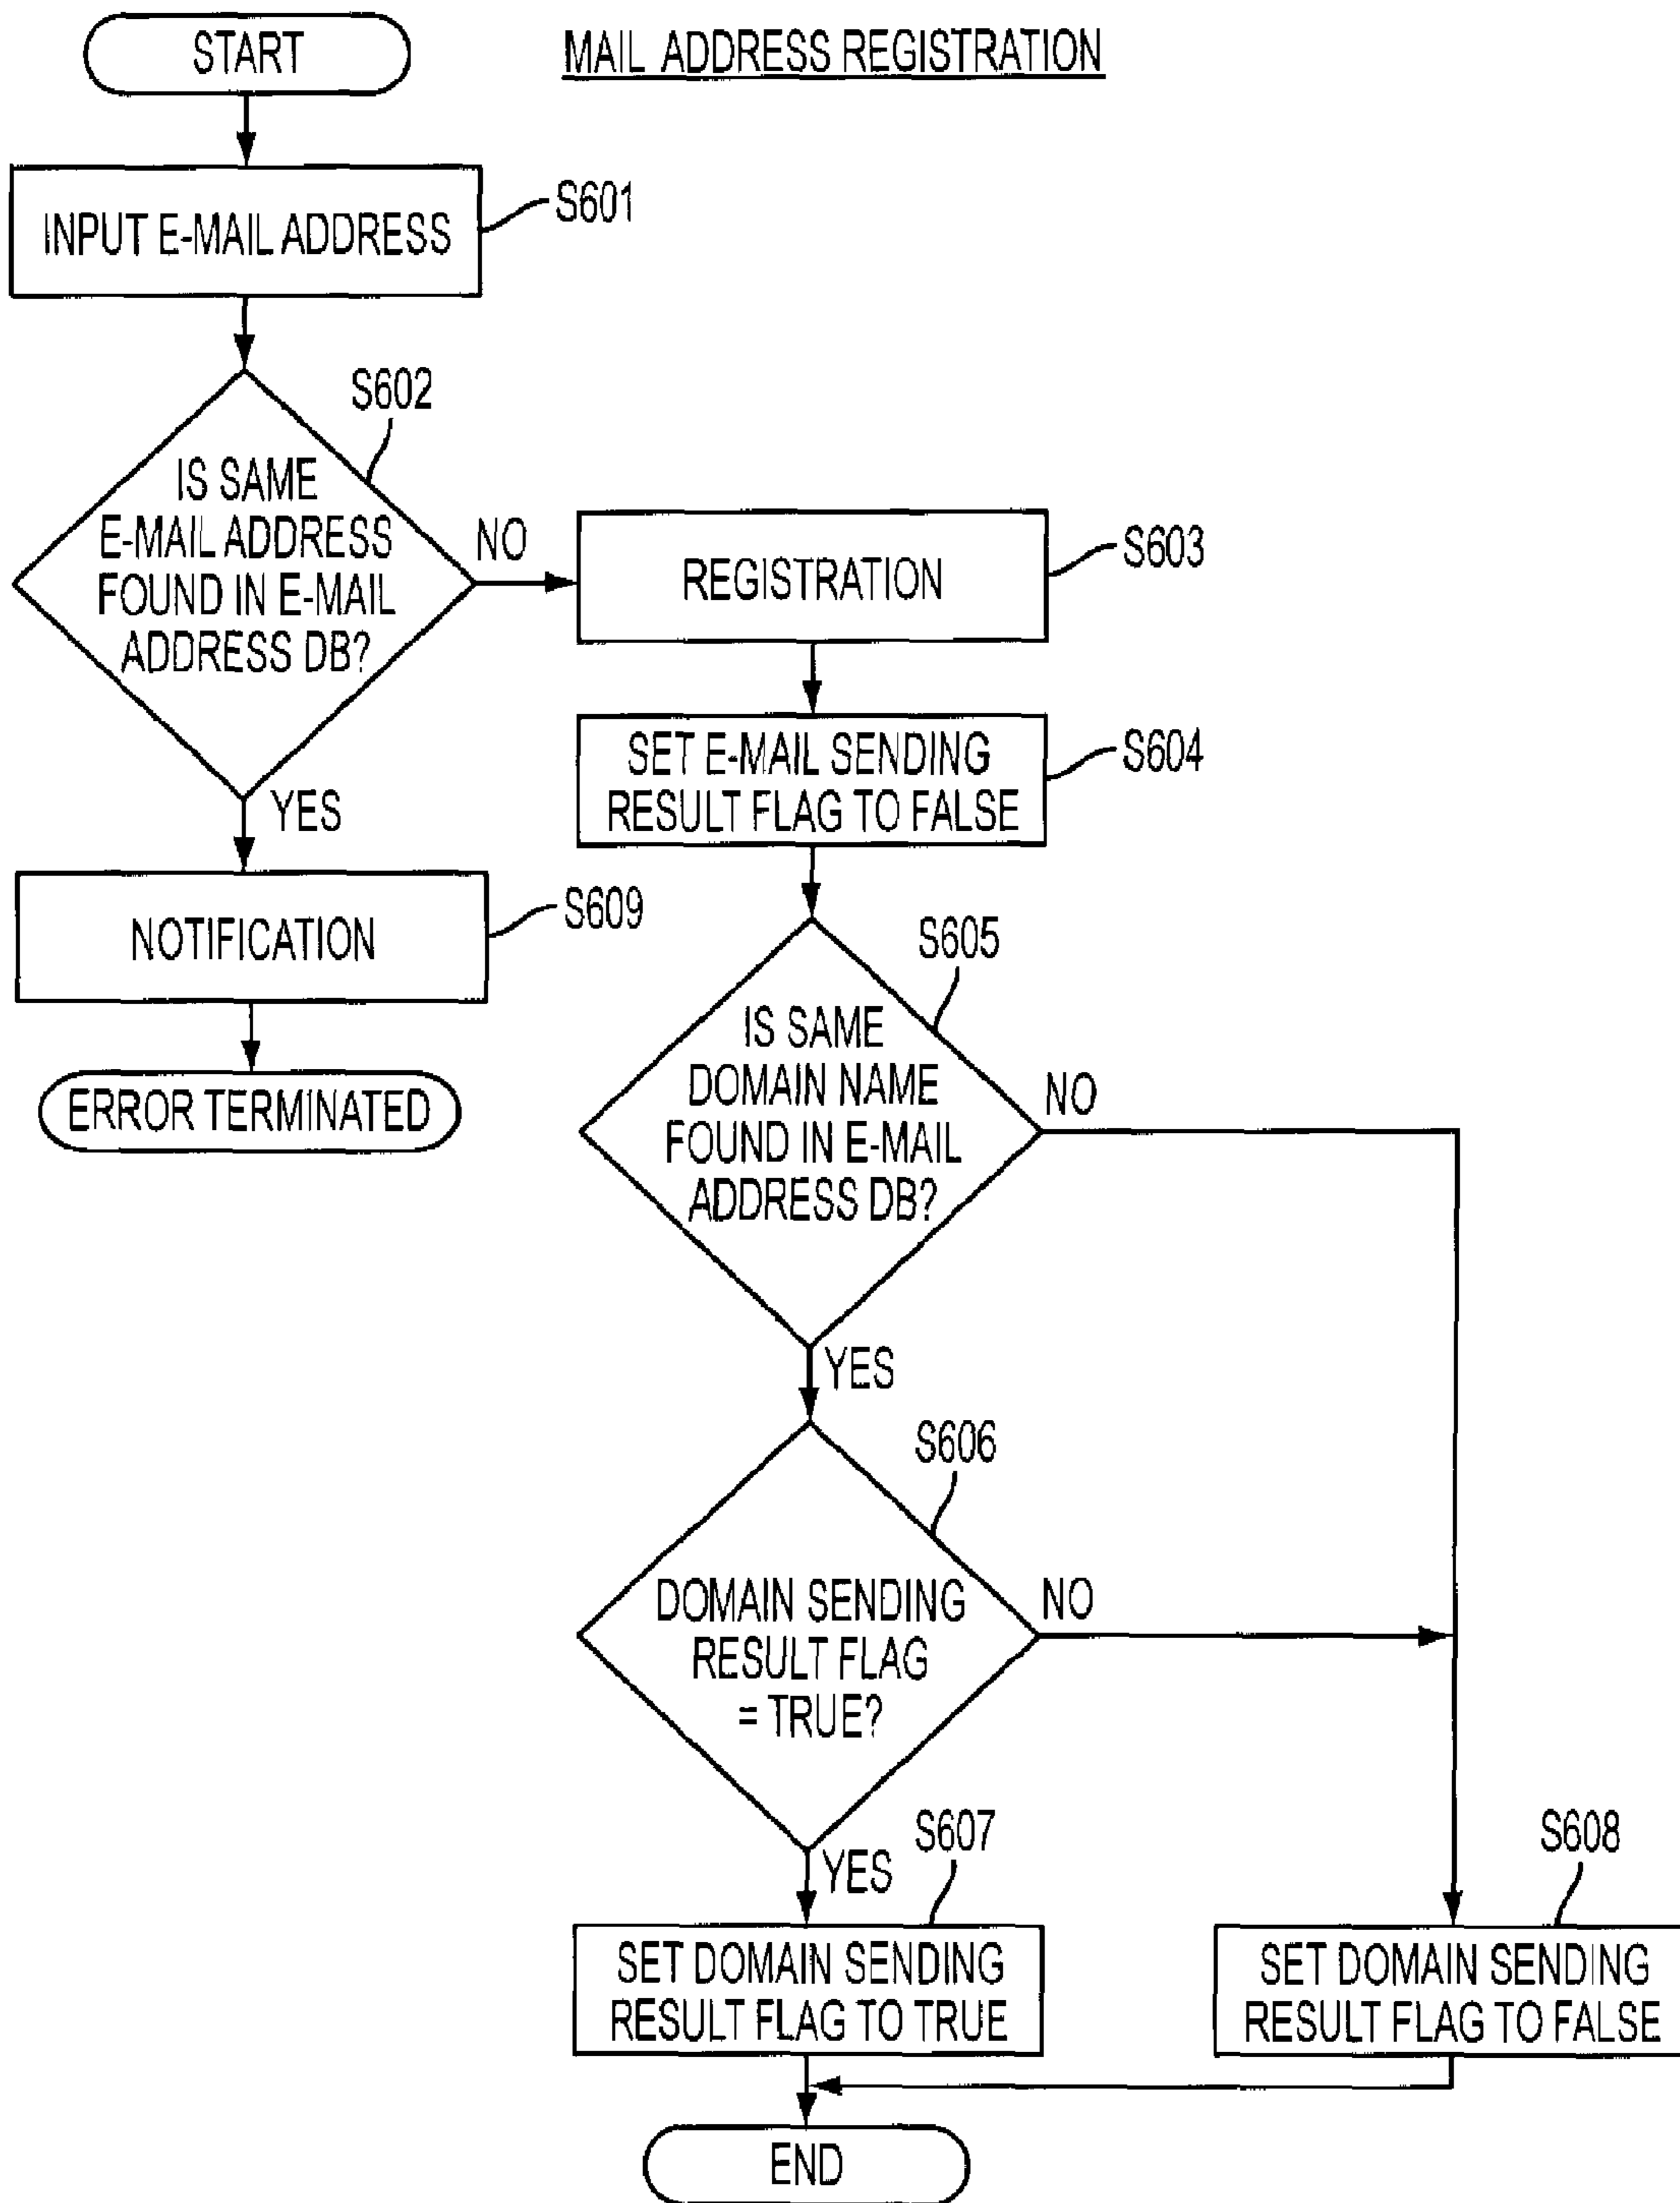 START
MAIL ADDRESS REGISTRATION
INPUT E-MAIL ADDRESS
S601
S602
IS SAME
E-MAIL ADDRESS
FOUND IN E-MAIL
ADDRESS DB?
NO
REGISTRATION
S603
SET E-MAIL SENDING
RESULT FLAG TO FALSE
S604
YES
NOTIFICATION
S609
ERROR TERMINATED
S605
IS SAME
DOMAIN NAME
FOUND IN E-MAIL
ADDRESS DB?
NO
YES
S606
DOMAIN SENDING
RESULT FLAG
= TRUE?
NO
YES
S607
SET DOMAIN SENDING
RESULT FLAG TO TRUE
S608
SET DOMAIN SENDING
RESULT FLAG TO FALSE
END